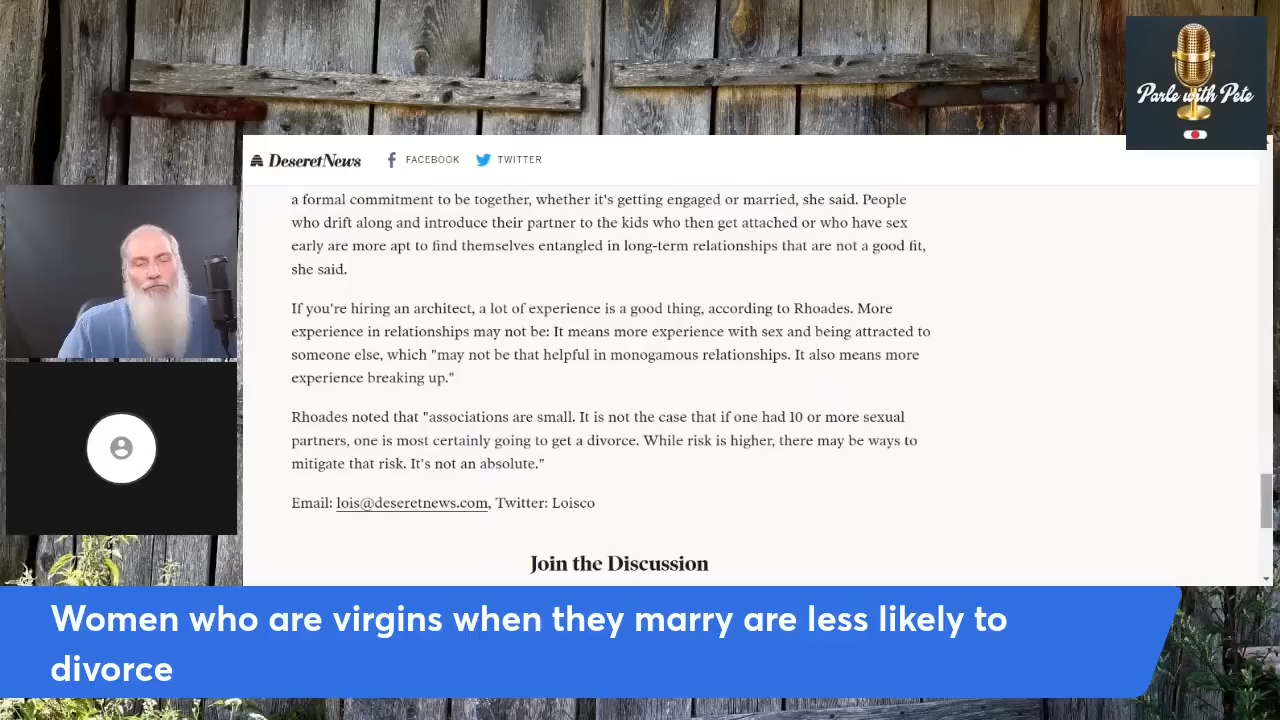 Parle with Pete
DeseretNews FACEBOOK TWITTER
a formal commitment to be together, whether it's getting engaged or married, she said. People
who drift along and introduce their partner to the kids who then get attached or who have sex
early are more apt to find themselves entangled in long-term relationships that are not a good fit,
she said.
If you're hiring an architect, a lot of experience is a good thing, according to Rhoades. More
experience in relationships may not be: It means more experience with sex and being attracted to
someone else, which "may not be that helpful in monogamous relationships. It also means more
experience breaking up."
Rhoades noted that "associations are small. It is not the case that if one had 10 or more sexual
partners, one is most certainly going to get a divorce. While risk is higher, there may be ways to
mitigate that risk. It's not an absolute."
Email: lois@deseretnews.com, Twitter: Loisco
Join the Discussion
Women who are virgins when they marry are less likely to
divorce